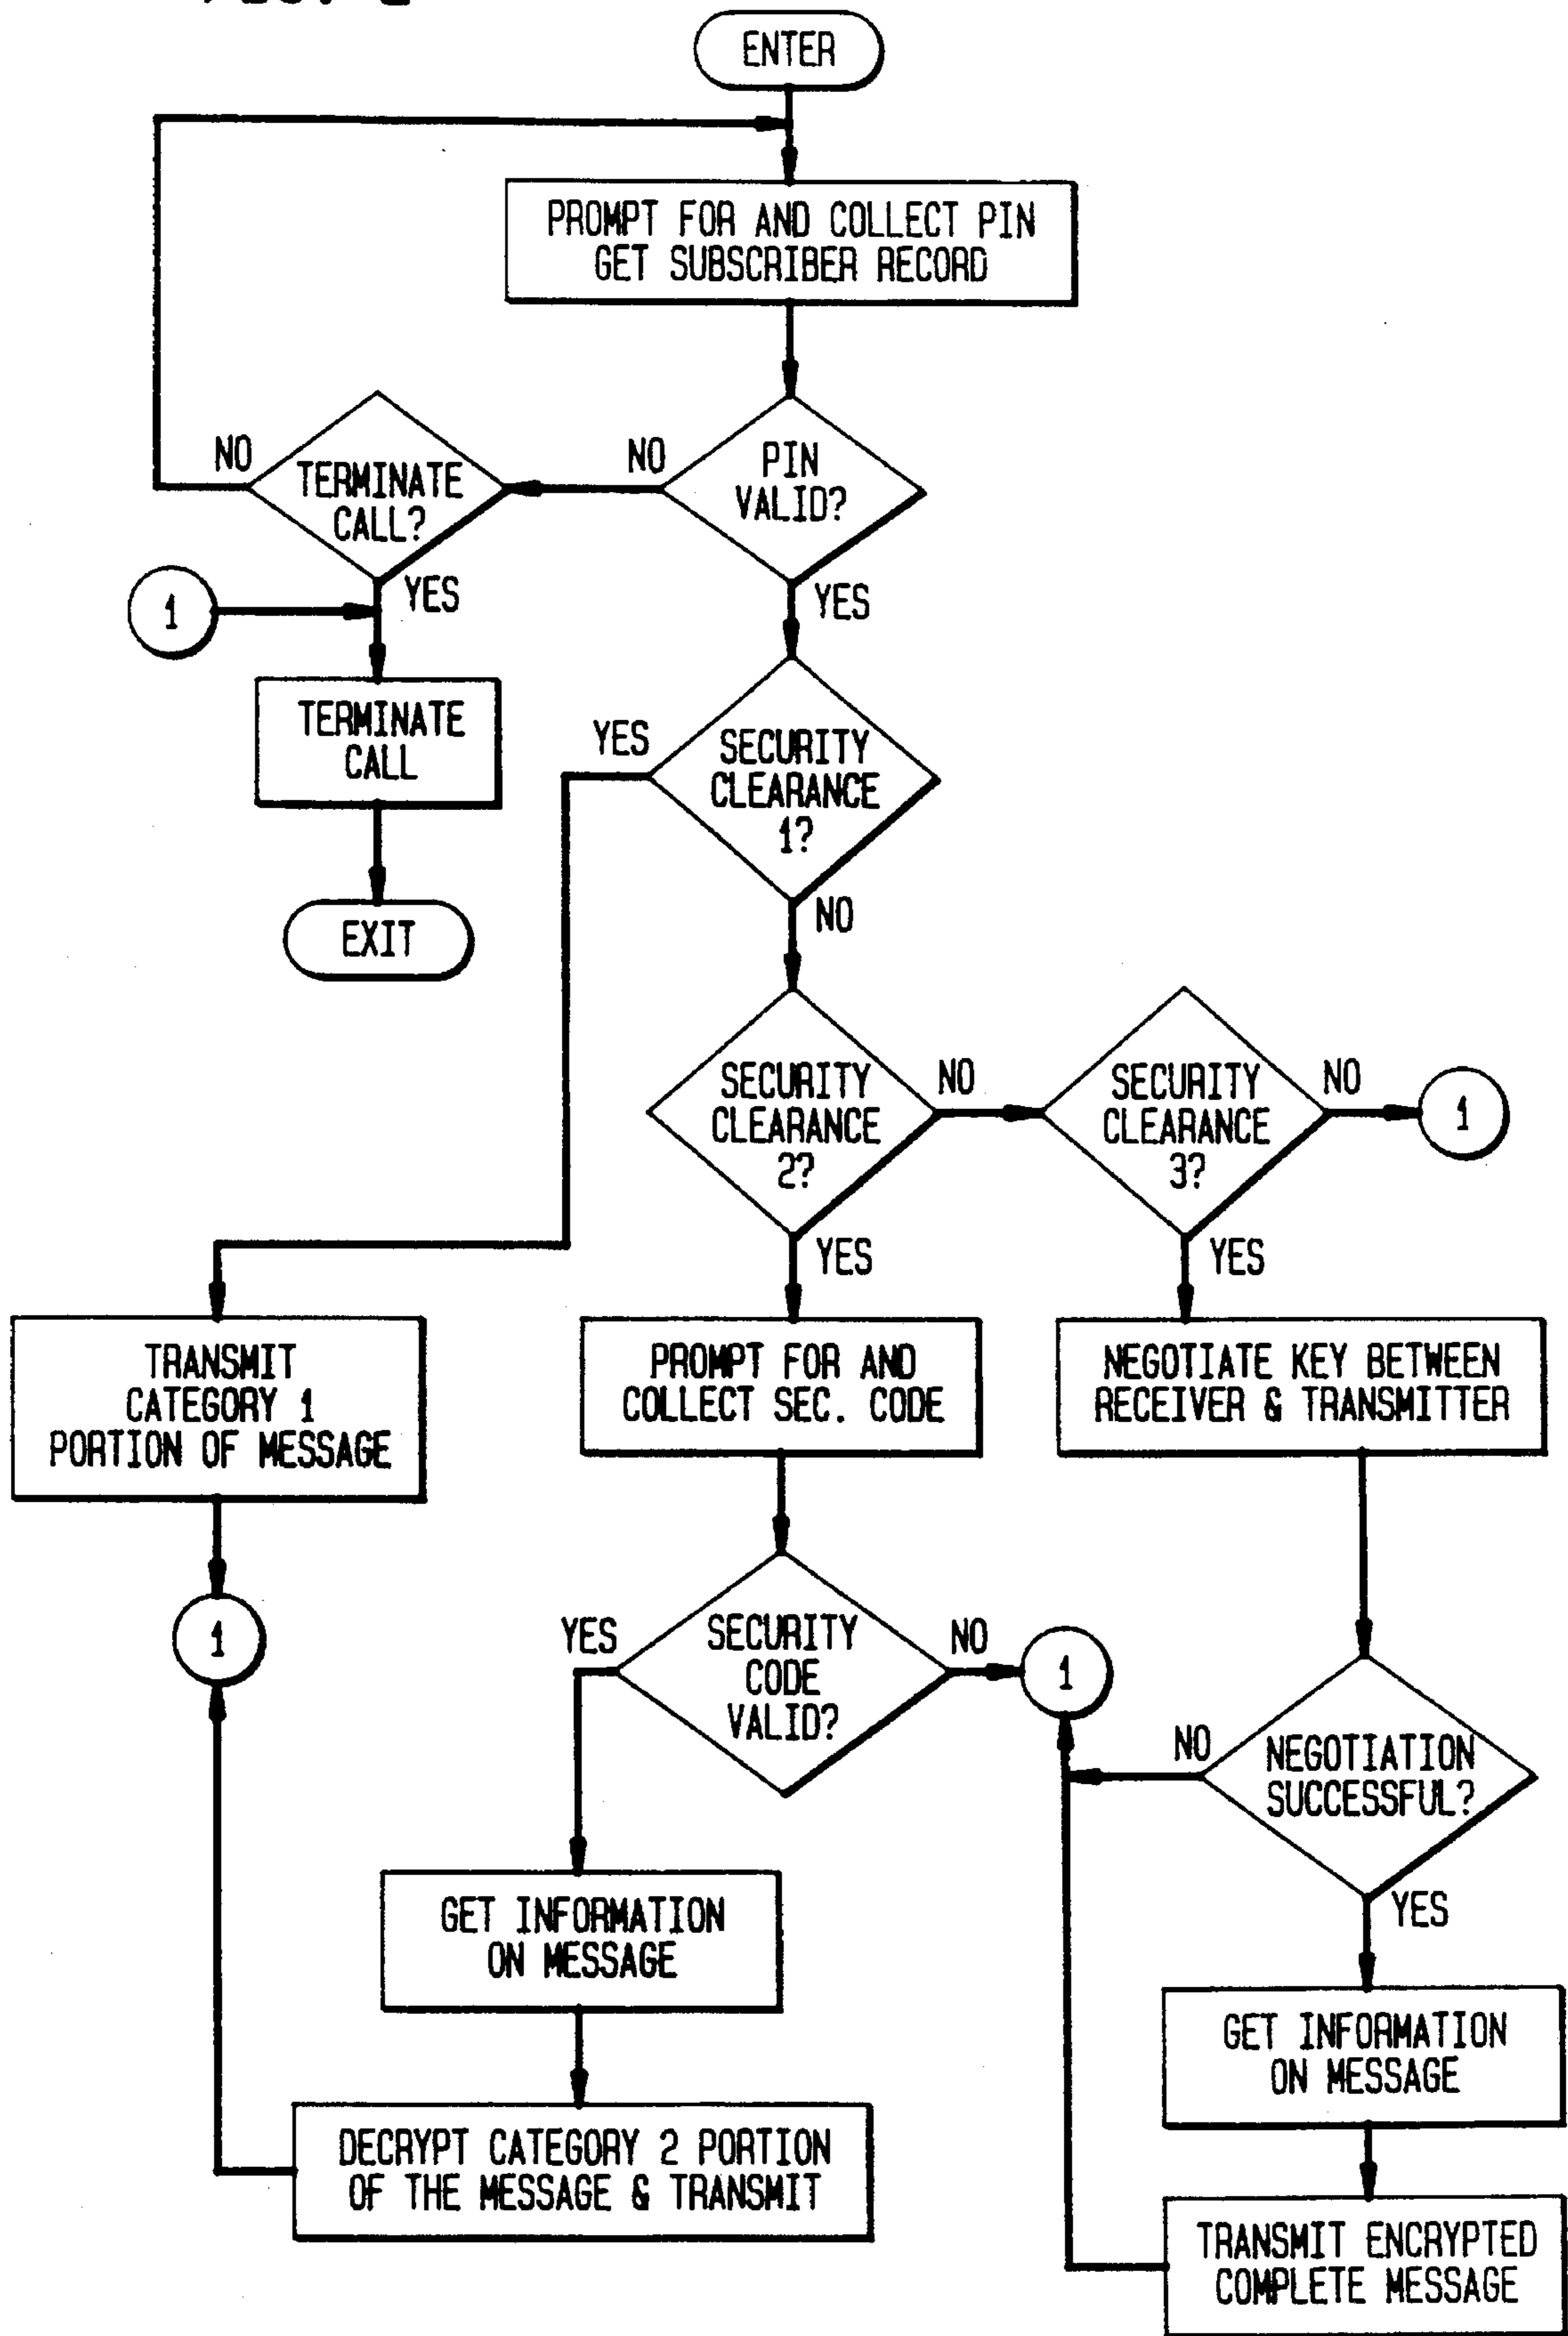 ENTER
PROMPT FOR AND COLLECT PIN
GET SUBSCRIBER RECORD
NO
TERMINATE
CALL?
NO
PIN
VALID?
1
YES
YES
TERMINATE
CALL
YES
SECURITY
CLEARANCE
1?
EXIT
NO
SECURITY
CLEARANCE
2?
NO
SECURITY
CLEARANCE
3?
NO
1
YES
YES
TRANSMIT
CATEGORY 1
PORTION OF MESSAGE
PROMPT FOR AND
COLLECT SEC. CODE
NEGOTIATE KEY BETWEEN
RECEIVER & TRANSMITTER
1
YES
SECURITY
CODE
VALID?
NO
1
NO
NEGOTIATION
SUCCESSFUL?
YES
GET INFORMATION
ON MESSAGE
GET INFORMATION
ON MESSAGE
DECRYPT CATEGORY 2 PORTION
OF THE MESSAGE & TRANSMIT
TRANSMIT ENCRYPTED
COMPLETE MESSAGE